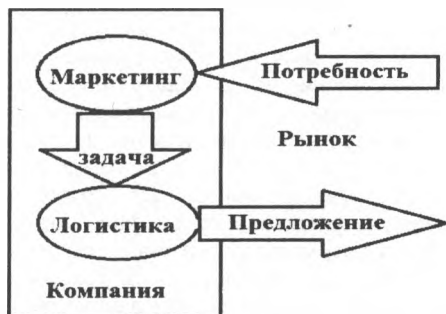 Маркетинг
Потребность
задача
Рынок
Логистика
Предложение
Компания